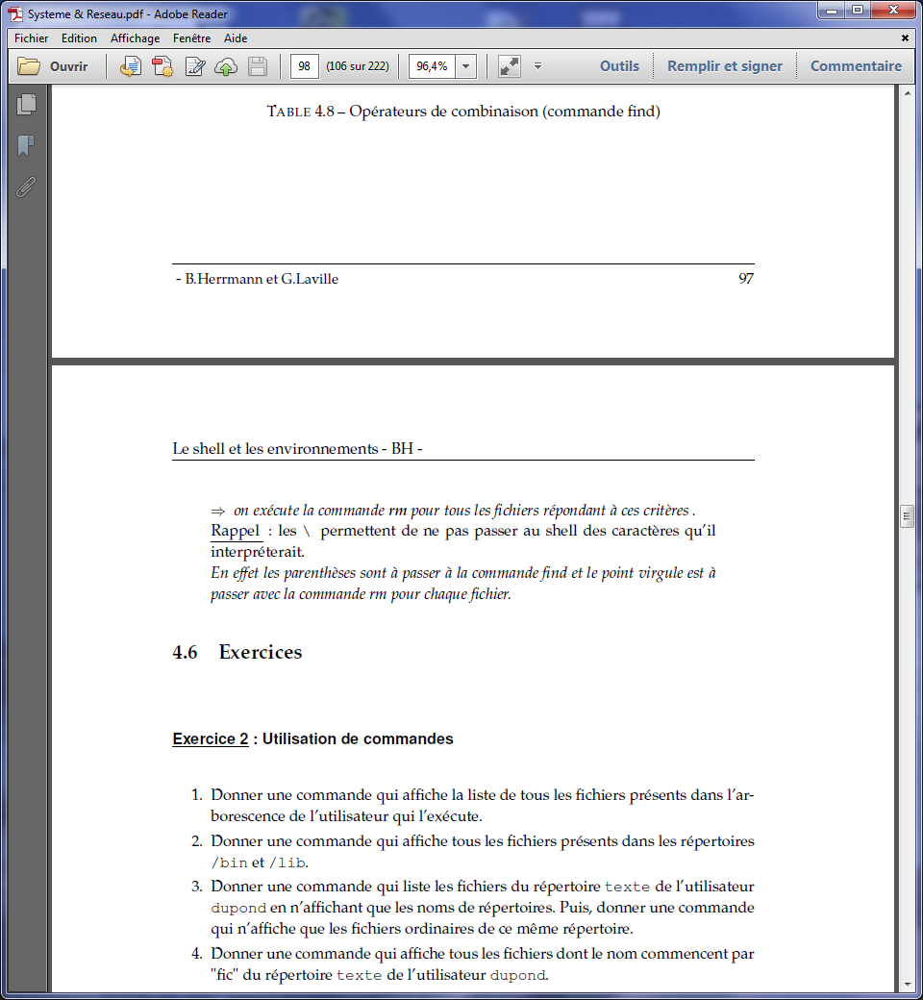 Systeme & Reseau.pdf - Adobe Reader
Fichier Edition Affichage Fenêtre Aide
Ouvrir 98 (106 sur 222) 96,4% Outils Remplir et signer Commentaire
TABLE 4.8 – Opérateurs de combinaison (commande find)
- B.Herrmann et G.Laville 97
Le shell et les environnements - BH -
⇒ on exécute la commande rm pour tous les fichiers répondant à ces critères .
Rappel : les \ permettent de ne pas passer au shell des caractères qu'il
interpréterait.
En effet les parenthèses sont à passer à la commande find et le point virgule est à
passer avec la commande rm pour chaque fichier.
4.6 Exercices
Exercice 2 : Utilisation de commandes
1. Donner une commande qui affiche la liste de tous les fichiers présents dans l'ar-
borescence de l'utilisateur qui l'exécute.
2. Donner une commande qui affiche tous les fichiers présents dans les répertoires
/bin et /lib.
3. Donner une commande qui liste les fichiers du répertoire texte de l'utilisateur
dupond en n'affichant que les noms de répertoires. Puis, donner une commande
qui n'affiche que les fichiers ordinaires de ce même répertoire.
4. Donner une commande qui affiche tous les fichiers dont le nom commencent par
"fic" du répertoire texte de l'utilisateur dupond.